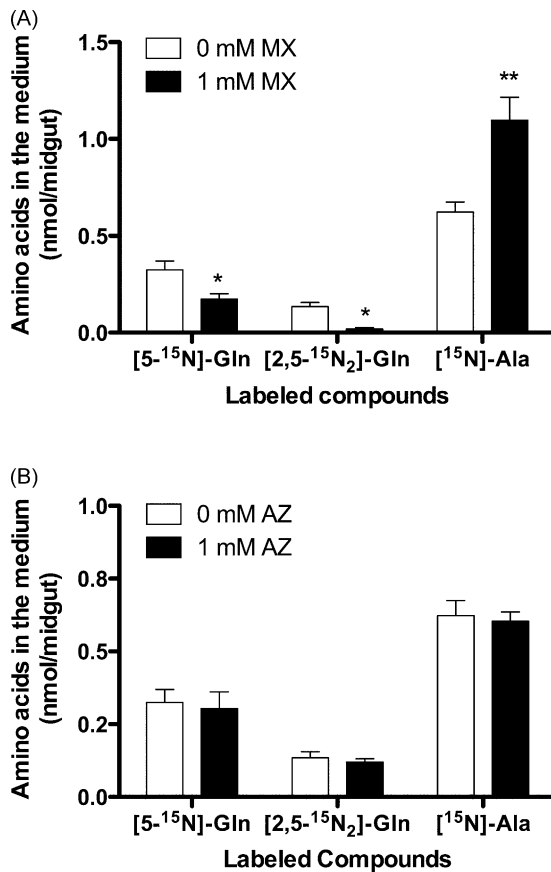 (A)
1.5
1.0
0.5
0.0
Amino acids in the medium
(nmol/midgut)
0 mM MX
1 mM MX
*
*
**
[5-¹⁵N]-Gln [2,5-¹⁵N₂]-Gln [¹⁵N]-Ala
Labeled compounds
(B)
1.0
0.8
0.5
0.2
0.0
Amino acids in the medium
(nmol/midgut)
0 mM AZ
1 mM AZ
[5-¹⁵N]-Gln [2,5-¹⁵N₂]-Gln [¹⁵N]-Ala
Labeled Compounds